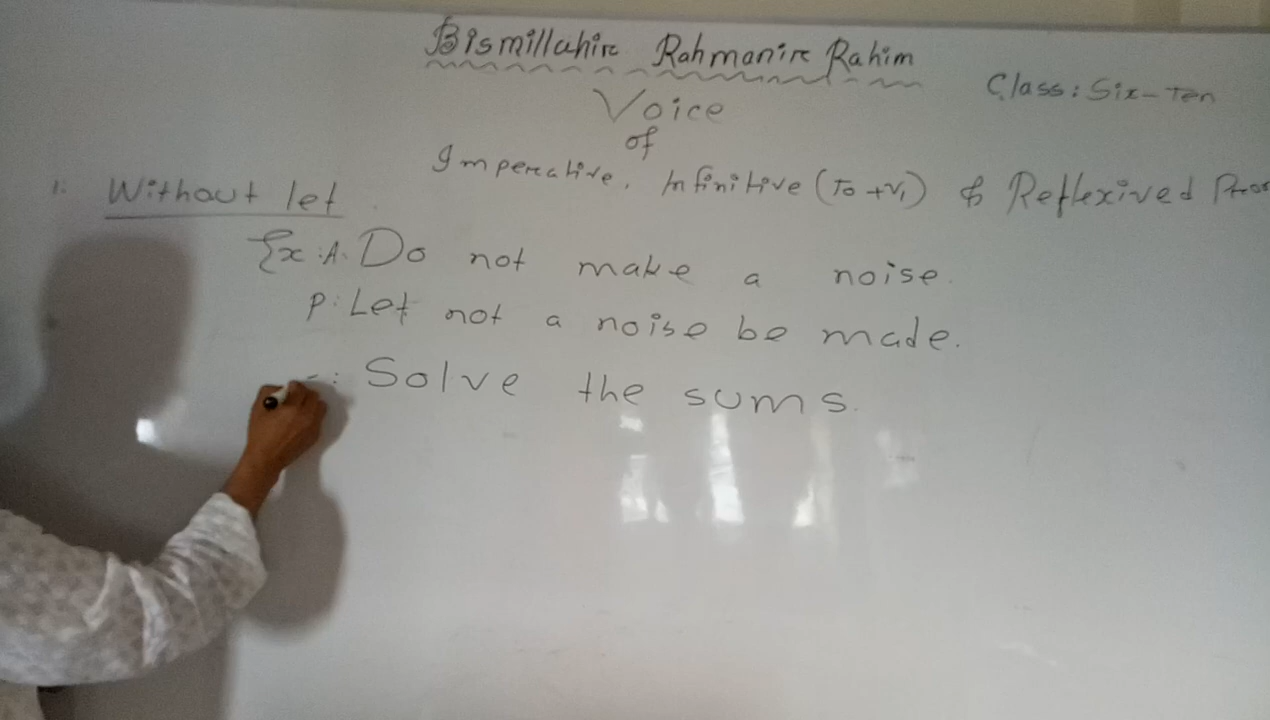 Bismillahir Rahmanir Rahim
Class: Six-Ten
Voice
of
Imperative, Infinitive (To +V1) & Reflexived
1. Without let
Ex: A. Do not make a noise.
P: Let not a noise be made.
: Solve the sums.